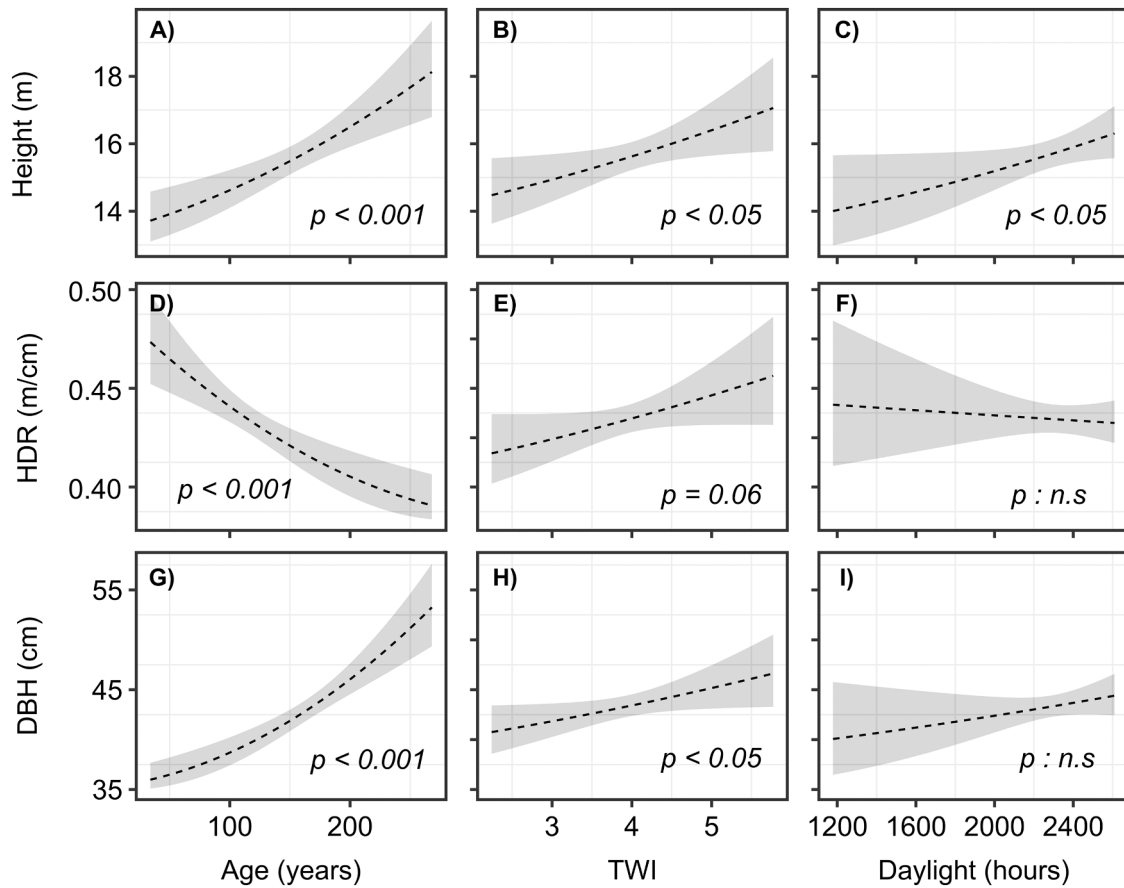 A)
B)
C)
Height (m)
18
16
14
p < 0.001
p < 0.05
p < 0.05
D)
E)
F)
HDR (m/cm)
0.50
0.45
0.40
p < 0.001
p = 0.06
p : n.s
G)
H)
I)
DBH (cm)
55
45
35
p < 0.001
p < 0.05
p : n.s
100 200
3 4 5
1200 1600 2000 2400
Age (years)
TWI
Daylight (hours)